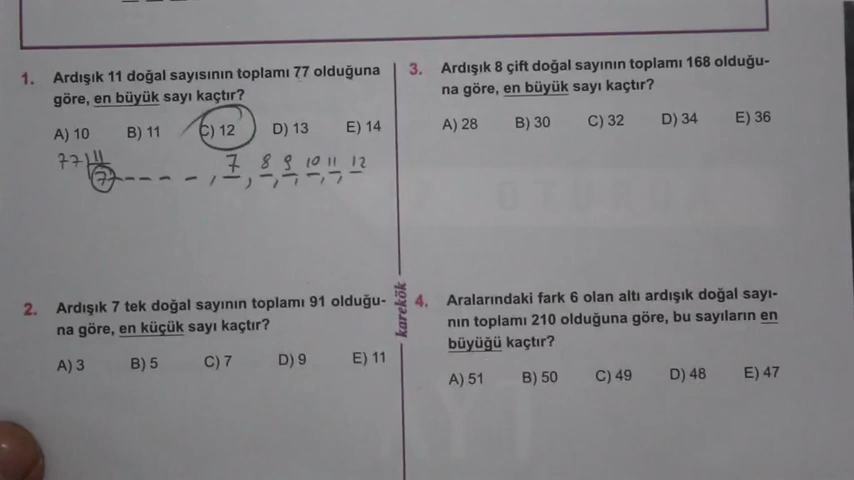 1. Ardışık 11 doğal sayısının toplamı 77 olduğuna
göre, en büyük sayı kaçtır?
A) 10 B) 11 C) 12 D) 13 E) 14
77 11
7 , 7, 8, 9, 10, 11, 12
2. Ardışık 7 tek doğal sayının toplamı 91 olduğu-
na göre, en küçük sayı kaçtır?
A) 3 B) 5 C) 7 D) 9 E) 11
karekök
3. Ardışık 8 çift doğal sayının toplamı 168 olduğu-
na göre, en büyük sayı kaçtır?
A) 28 B) 30 C) 32 D) 34 E) 36
4. Aralarındaki fark 6 olan altı ardışık doğal sayı-
nın toplamı 210 olduğuna göre, bu sayıların en
büyüğü kaçtır?
A) 51 B) 50 C) 49 D) 48 E) 47